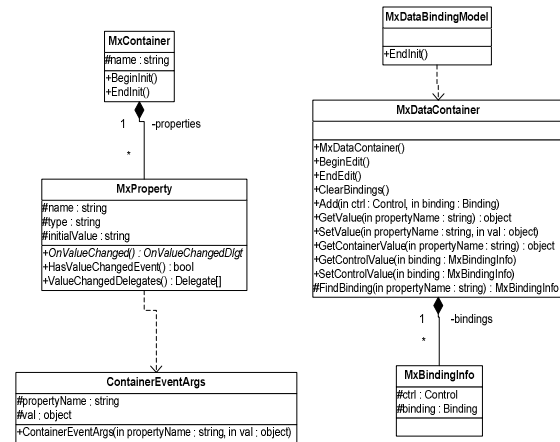 MxContainer
#name : string
+BeginInit()
+EndInit()
1
-properties
*
MxProperty
#name : string
#type : string
#initialValue : string
+OnValueChanged() : OnValueChangedDlgt
+HasValueChangedEvent() : bool
+ValueChangedDelegates() : Delegate[]
ContainerEventArgs
#propertyName : string
#val : object
+ContainerEventArgs(in propertyName : string, in val : object)
MxDataBindingModel
+EndInit()
MxDataContainer
+MxDataContainer()
+BeginEdit()
+EndEdit()
+ClearBindings()
+Add(in ctrl : Control, in binding : Binding)
+GetValue(in propertyName : string) : object
+SetValue(in propertyName : string, in val : object)
+GetContainerValue(in propertyName : string) : object
+GetControlValue(in binding : MxBindingInfo)
+SetControlValue(in binding : MxBindingInfo)
#FindBinding(in propertyName : string) : MxBindingInfo
1
-bindings
*
MxBindingInfo
#ctrl : Control
#binding : Binding